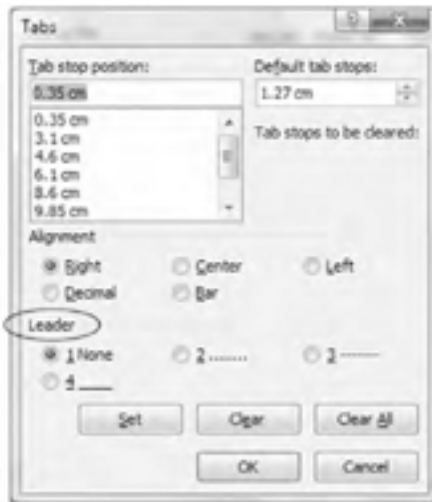 Tabs
Tab stop position:
Default tab stops:
0.35 cm
1.27 cm
0.35 cm
3.1 cm
4.6 cm
6.1 cm
8.6 cm
9.85 cm
Tab stops to be cleared:
Alignment
Right Center Left
Decimal Bar
Leader
1 None 2 ....... 3 -------
4 ___
Set Clear Clear All
OK Cancel